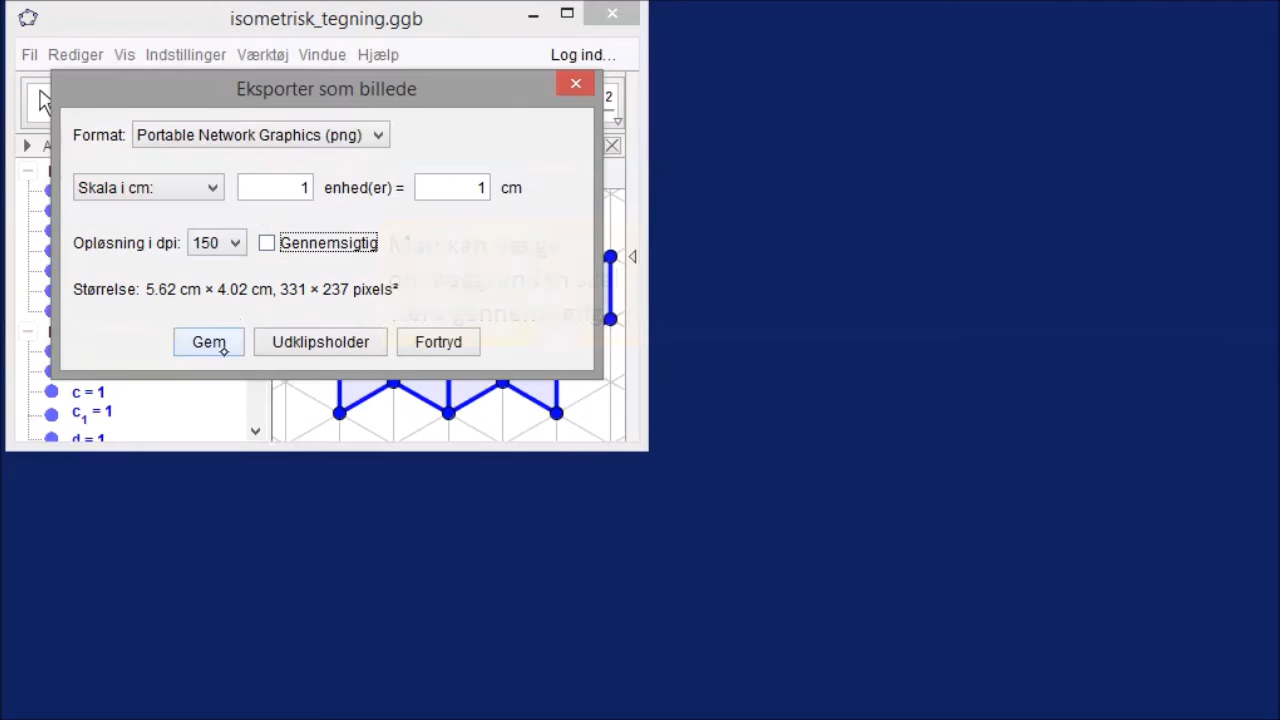 isometrisk_tegning.ggb
Fil Rediger Vis Indstillinger Værktøj Vindue Hjælp Log ind...
Eksporter som billede
Format: Portable Network Graphics (png)
2
Skala i cm: 1 enhed(er) = 1 cm
Opløsning i dpi: 150 Gennemsigtig
Størrelse: 5.62 cm × 4.02 cm, 331 × 237 pixels²
Gem Udklipsholder Fortryd
c = 1
c1 = 1
d = 1